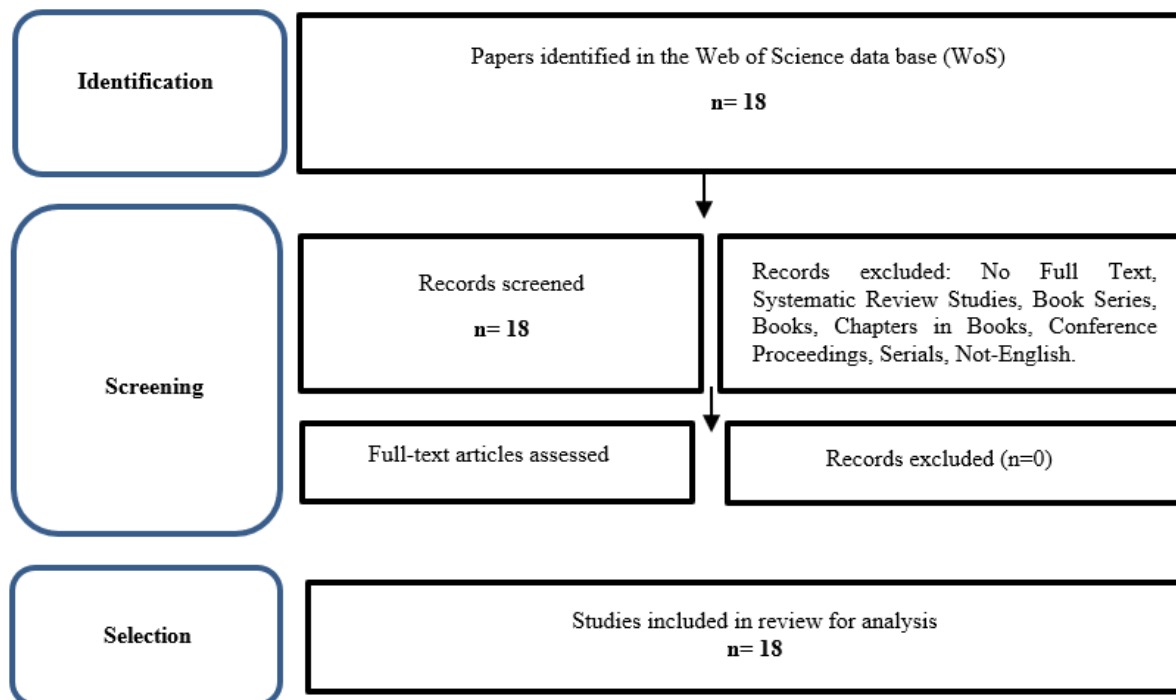 Identification
Papers identified in the Web of Science data base (WoS)
n= 18
Screening
Records screened
n= 18
Records excluded: No Full Text,
Systematic Review Studies, Book Series,
Books, Chapters in Books, Conference
Proceedings, Serials, Not-English.
Full-text articles assessed
Records excluded (n=0)
Selection
Studies included in review for analysis
n= 18